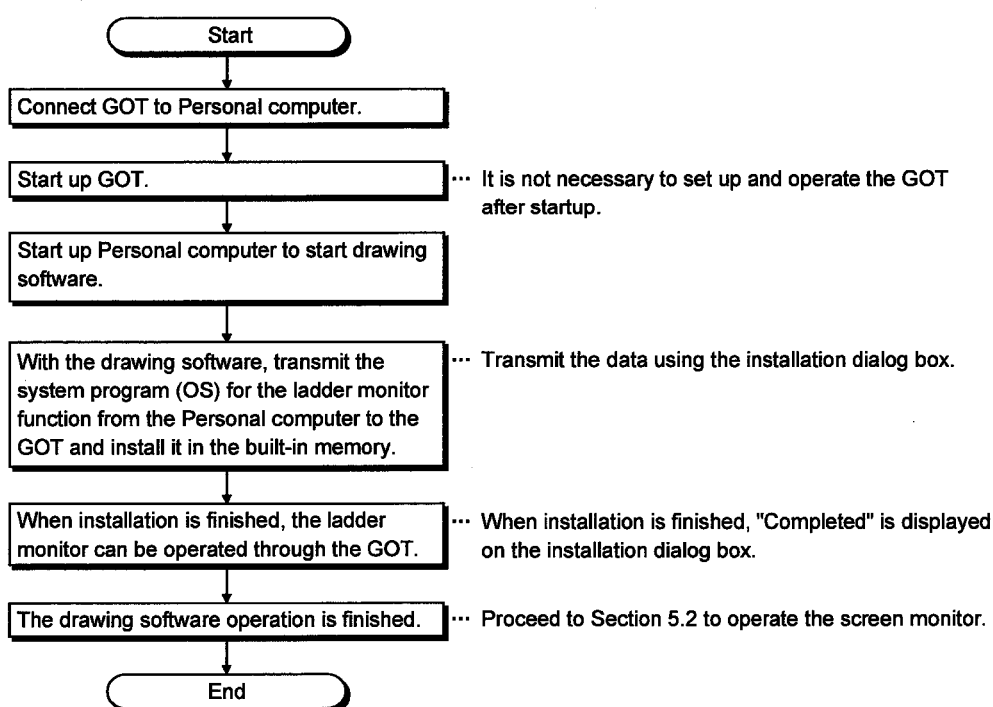 Start
Connect GOT to Personal computer.
Start up GOT.
··· It is not necessary to set up and operate the GOT
after startup.
Start up Personal computer to start drawing
software.
With the drawing software, transmit the
system program (OS) for the ladder monitor
function from the Personal computer to the
GOT and install it in the built-in memory.
··· Transmit the data using the installation dialog box.
When installation is finished, the ladder
monitor can be operated through the GOT.
··· When installation is finished, "Completed" is displayed
on the installation dialog box.
The drawing software operation is finished.
··· Proceed to Section 5.2 to operate the screen monitor.
End